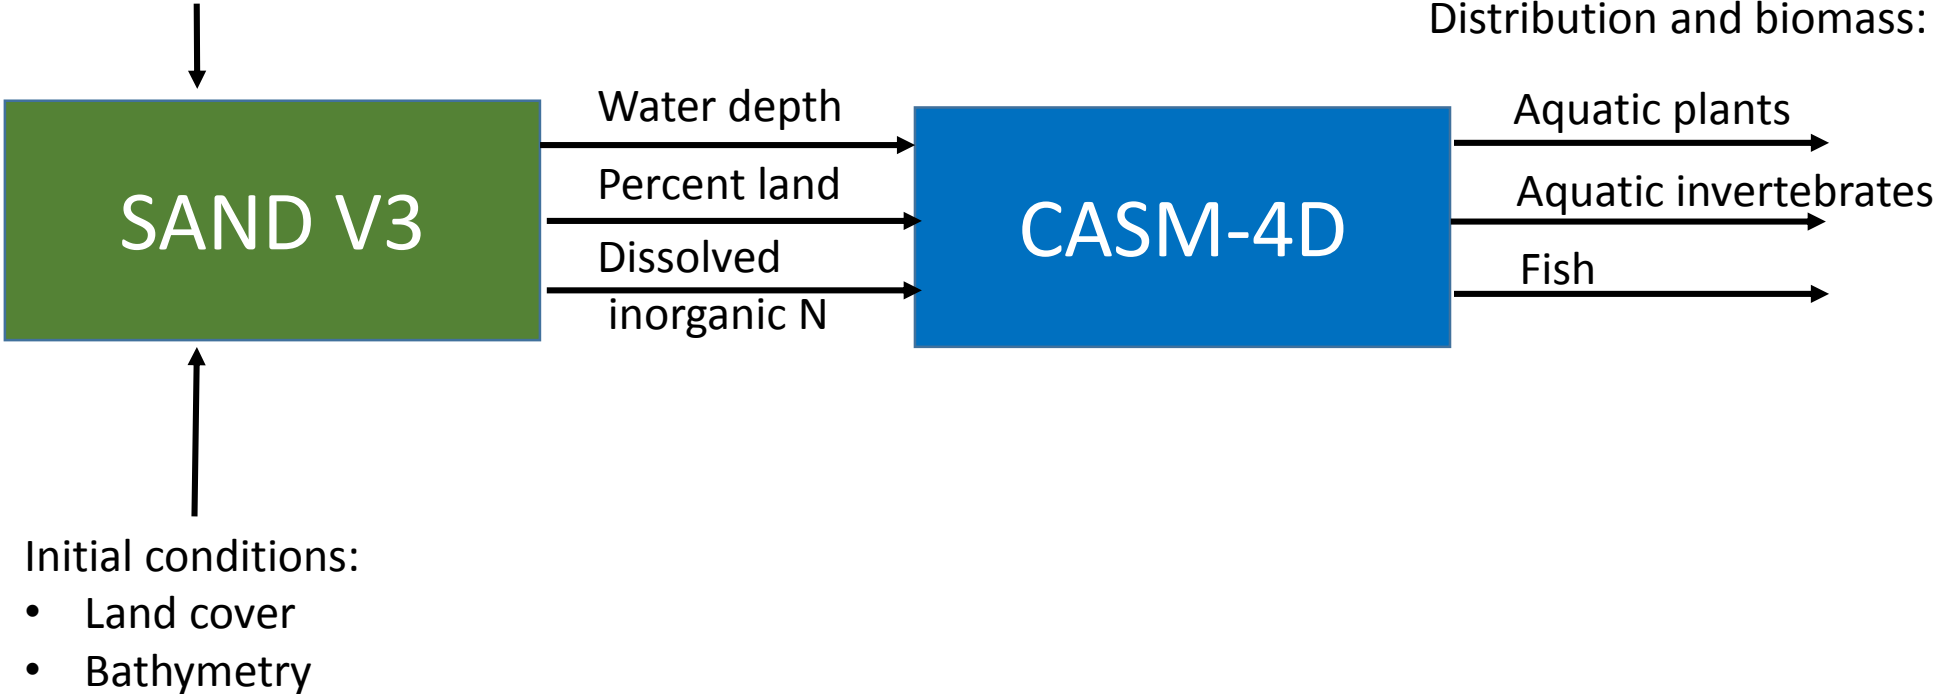 Distribution and biomass:
SAND V3
Water depth
Percent land
Dissolved
inorganic N
CASM-4D
Aquatic plants
Aquatic invertebrates
Fish
Initial conditions:
• Land cover
• Bathymetry